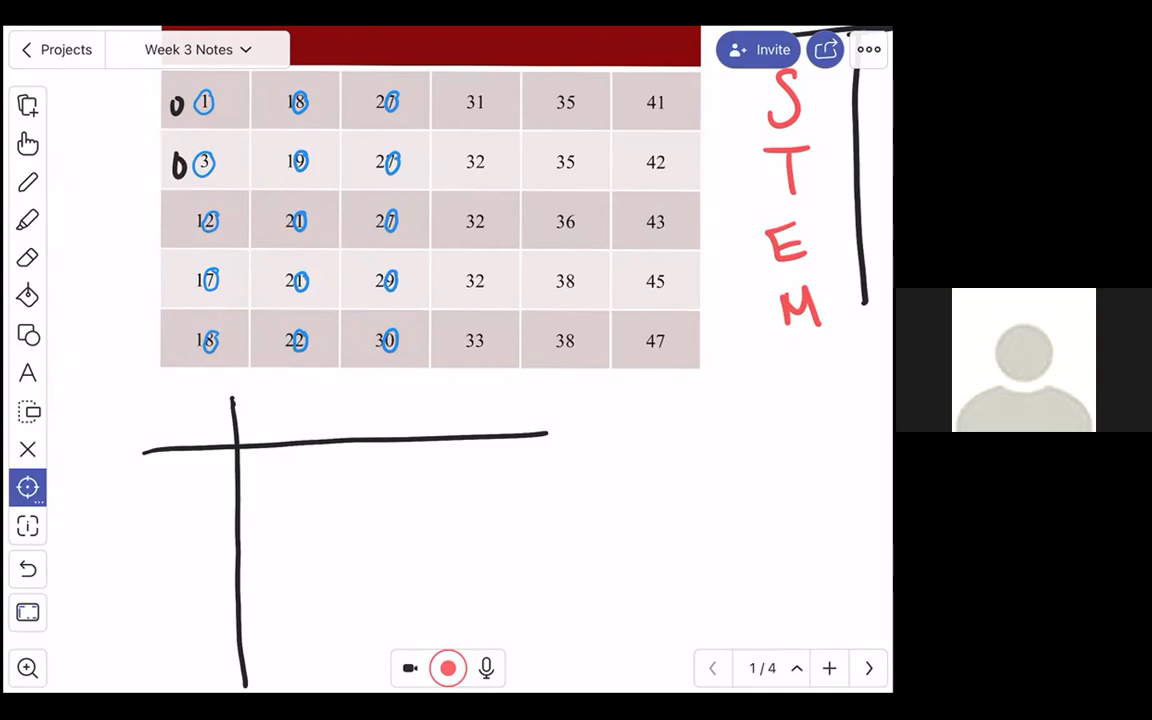 Projects
Week 3 Notes
Invite
0 1 18 27 31 35 41
0 3 19 27 32 35 42
12 21 27 32 36 43
17 21 29 32 38 45
18 22 30 33 38 47
S
T
E
M
A
1/4